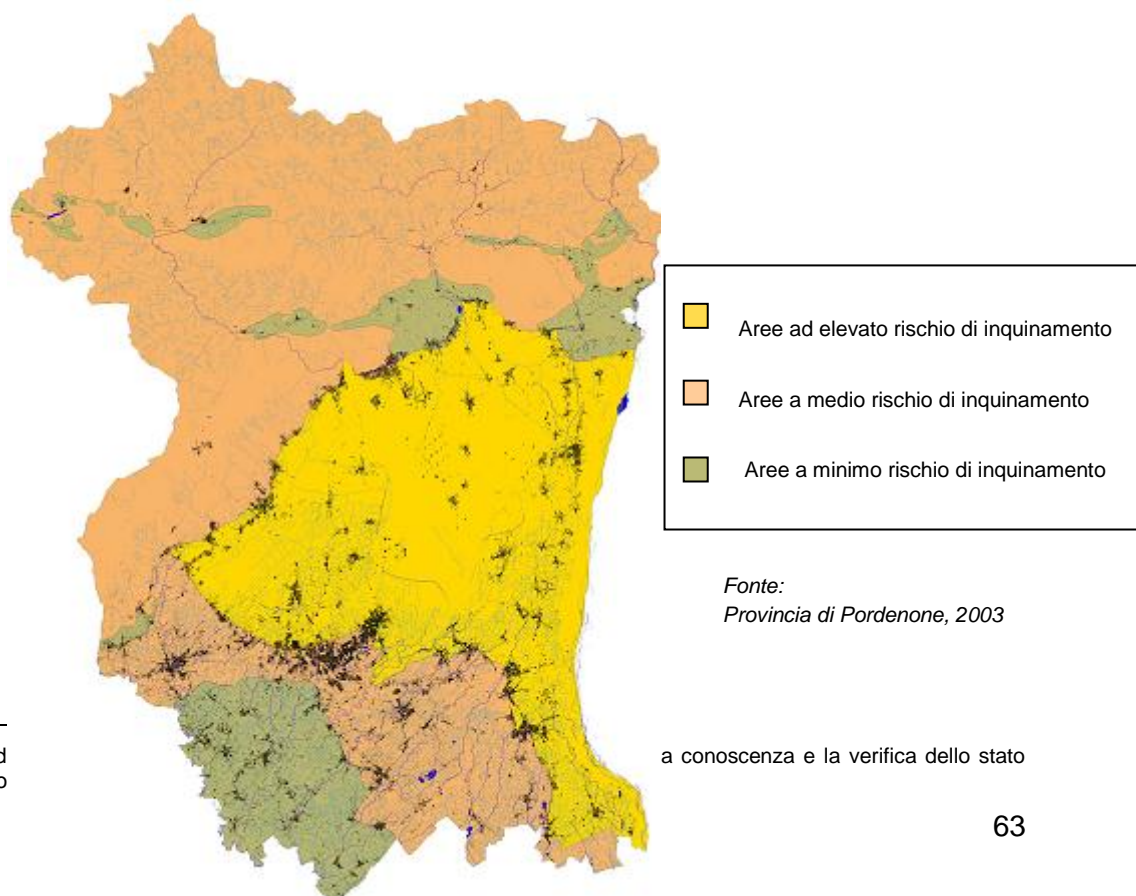 Aree ad elevato rischio di inquinamento
Aree a medio rischio di inquinamento
Aree a minimo rischio di inquinamento
Fonte:
Provincia di Pordenone, 2003
d
a conoscenza e la verifica dello stato
o
63